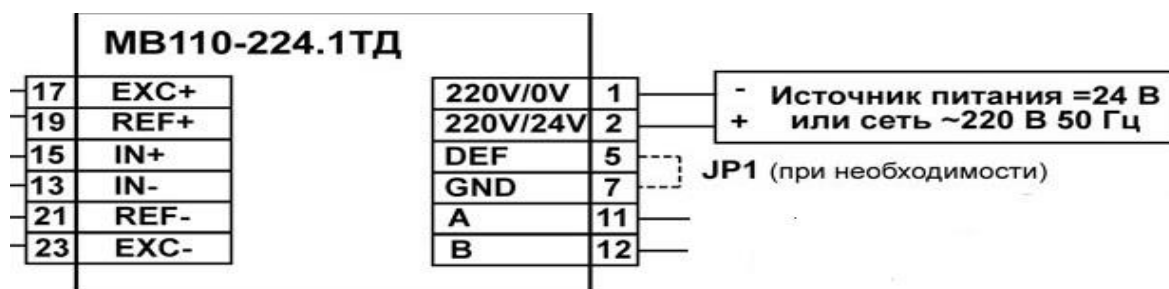 МВ110-224.1ТД
17 EXC+ 220V/0V 1 - Источник питания =24 В
19 REF+ 220V/24V 2 + или сеть ~220 В 50 Гц
15 IN+ DEF 5
JP1 (при необходимости)
13 IN- GND 7
21 REF- A 11
23 EXC- B 12